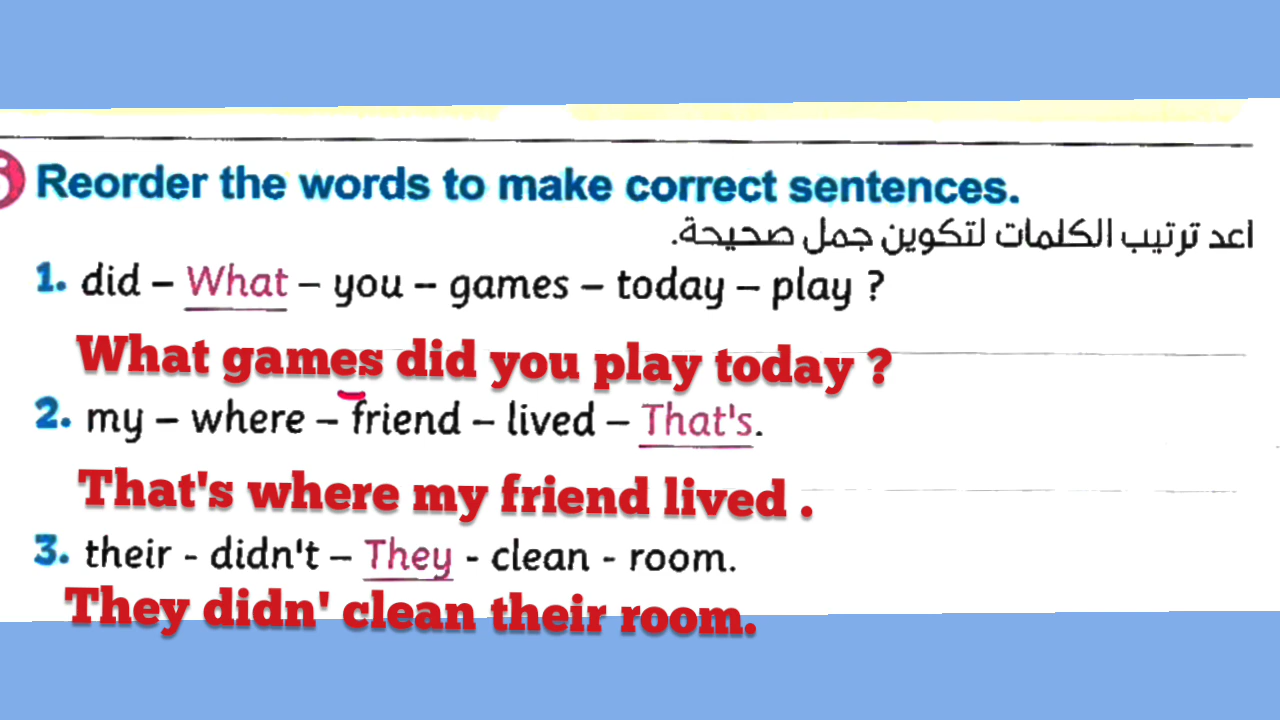 Reorder the words to make correct sentences.
اعد ترتيب الكلمات لتكوين جمل صحيحة.
1. did – What – you – games – today – play ?
What games did you play today ?
2. my – where – friend – lived – That's.
That's where my friend lived .
3. their - didn't – They - clean - room.
They didn' clean their room.